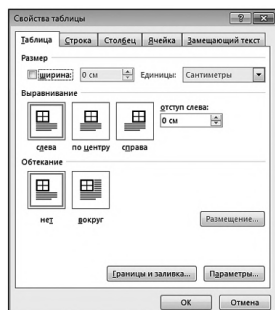 Свойства таблицы
Таблица Строка Столбец Ячейка Замещающий текст
Размер
ширина: 0 см Единицы: Сантиметры
Выравнивание
отступ слева:
0 см
слева по центру справа
Обтекание
нет вокруг
Размещение...
Границы и заливка... Параметры...
ОК Отмена